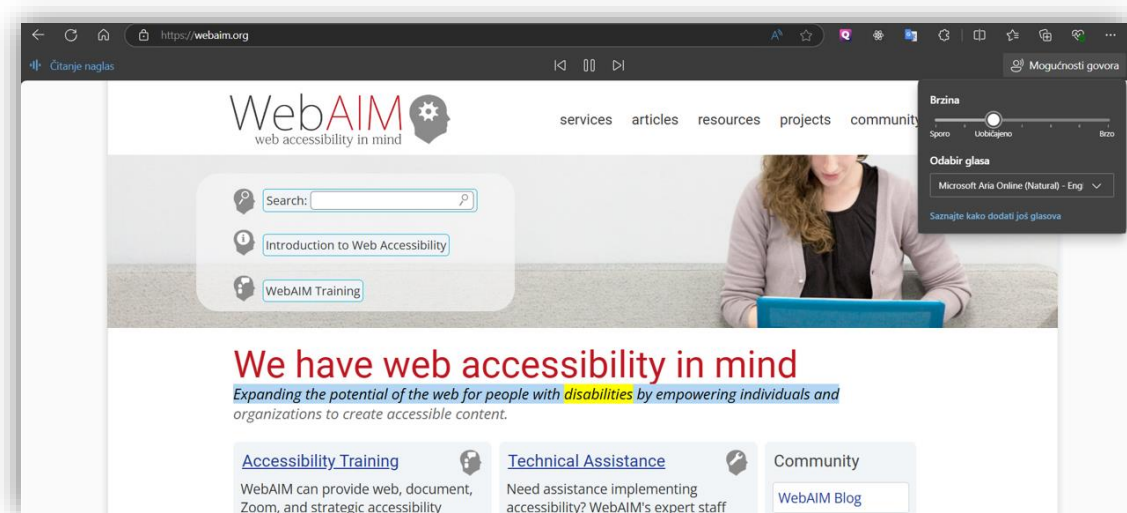 https://webaim.org
Čitanje naglas
Mogućnosti govora
Brzina
Sporo Uobičajeno Brzo
Odabir glasa
Microsoft Aria Online (Natural) - Eng
Saznajte kako dodati još glasova
WebAIM
web accessibility in mind
services articles resources projects community
Search:
Introduction to Web Accessibility
WebAIM Training
We have web accessibility in mind
Expanding the potential of the web for people with disabilities by empowering individuals and
organizations to create accessible content.
Accessibility Training
WebAIM can provide web, document,
Zoom, and strategic accessibility
Technical Assistance
Need assistance implementing
accessibility? WebAIM's expert staff
Community
WebAIM Blog